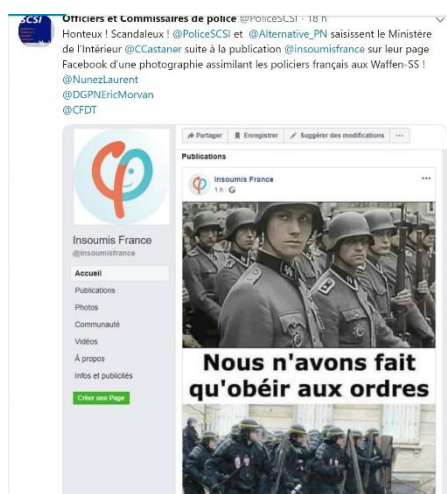 SCSI
Officiers et Commissaires de police @PoliceSCSI · 18 h
Honteux ! Scandaleux ! @PoliceSCSI et @Alternative_PN saisissent le Ministère
de l'Intérieur @CCastaner suite à la publication @insoumisfrance sur leur page
Facebook d'une photographie assimilant les policiers français aux Waffen-SS !
@NunezLaurent
@DGPNEricMorvan
@CFDT
Partager Enregistrer Suggérer des modifications ...
Publications
Insoumis France
1 h
Insoumis France
@insoumisfrance
Accueil
Publications
Photos
Communauté
Vidéos
À propos
Infos et publicités
Créer une Page
Nous n'avons fait
qu'obéir aux ordres